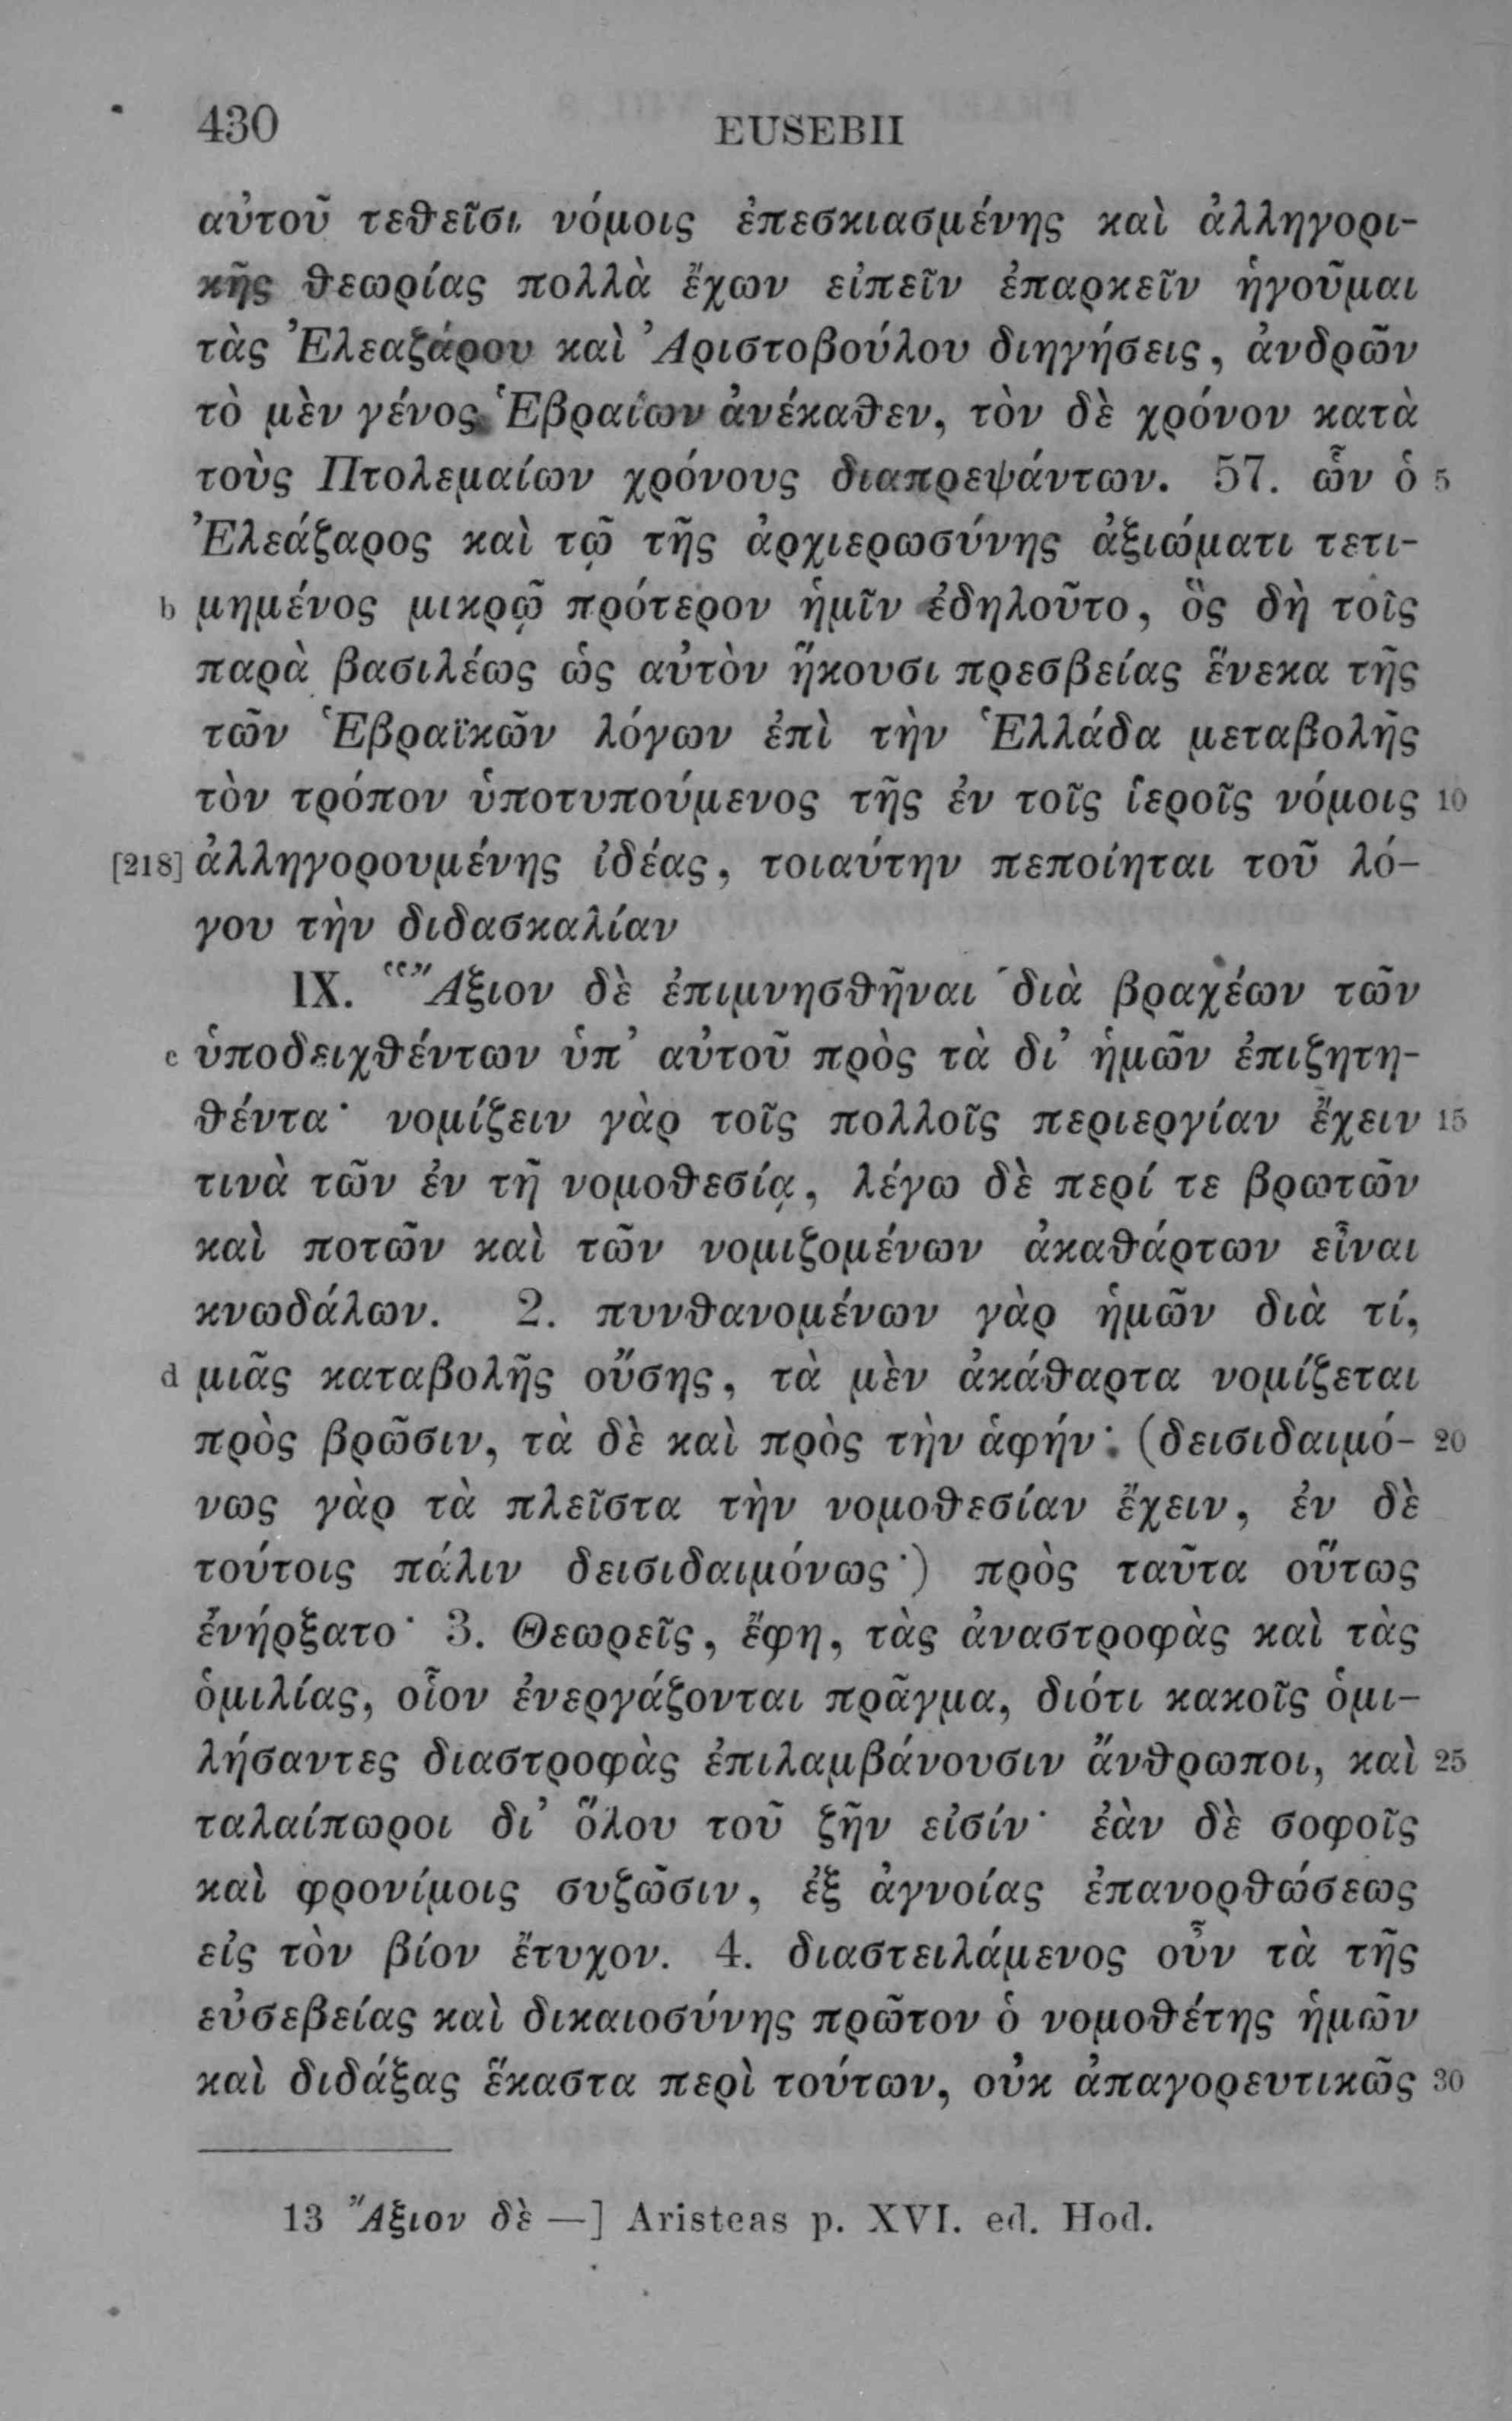 430 EUSEBII
αὐτοῦ τεθεῖσι νόμοις ἐπεσκιασμένης καὶ ἀλληγορι-
κῆς θεωρίας πολλὰ ἔχων εἰπεῖν ἐπαρκεῖν ἡγοῦμαι
τὰς Ἐλεαζάρου καὶ Ἀριστοβούλου διηγήσεις, ἀνδρῶν
τὸ μὲν γένος Ἑβραίων ἀνέκαθεν, τὸν δὲ χρόνον κατὰ
τοὺς Πτολεμαίων χρόνους διαπρεψάντων. 57. ὧν ὁ 5
Ἐλεάζαρος καὶ τῷ τῆς ἀρχιερωσύνης ἀξιώματι τετι-
b μημένος μικρῷ πρότερον ἡμῖν ἐδηλοῦτο, ὃς δὴ τοῖς
παρὰ βασιλέως ὡς αὐτὸν ἥκουσι πρεσβείας ἕνεκα τῆς
τῶν Ἑβραϊκῶν λόγων ἐπὶ τὴν Ἑλλάδα μεταβολῆς
τὸν τρόπον ὑποτυπούμενος τῆς ἐν τοῖς ἱεροῖς νόμοις 10
[218] ἀλληγορουμένης ἰδέας, τοιαύτην πεποίηται τοῦ λό-
γου τὴν διδασκαλίαν
IX. “Ἄξιον δὲ ἐπιμνησθῆναι διὰ βραχέων τῶν
c ὑποδειχθέντων ὑπ’ αὐτοῦ πρὸς τὰ δι’ ἡμῶν ἐπιζητη-
θέντα· νομίζειν γὰρ τοῖς πολλοῖς περιεργίαν ἔχειν 15
τινὰ τῶν ἐν τῇ νομοθεσίᾳ, λέγω δὲ περί τε βρωτῶν
καὶ ποτῶν καὶ τῶν νομιζομένων ἀκαθάρτων εἶναι
κνωδάλων. 2. πυνθανομένων γὰρ ἡμῶν διὰ τί,
d μιᾶς καταβολῆς οὔσης, τὰ μὲν ἀκάθαρτα νομίζεται
πρὸς βρῶσιν, τὰ δὲ καὶ πρὸς τὴν ἁφήν; (δεισιδαιμό- 20
νως γὰρ τὰ πλεῖστα τὴν νομοθεσίαν ἔχειν, ἐν δὲ
τούτοις πάλιν δεισιδαιμόνως·) πρὸς ταῦτα οὕτως
ἐνήρξατο· 3. Θεωρεῖς, ἔφη, τὰς ἀναστροφὰς καὶ τὰς
ὁμιλίας, οἷον ἐνεργάζονται πρᾶγμα, διότι κακοῖς ὁμι-
λήσαντες διαστροφὰς ἐπιλαμβάνουσιν ἄνθρωποι, καὶ 25
ταλαίπωροι δι’ ὅλου τοῦ ζῆν εἰσίν· ἐὰν δὲ σοφοῖς
καὶ φρονίμοις συζῶσιν, ἐξ ἀγνοίας ἐπανορθώσεως
εἰς τὸν βίον ἔτυχον. 4. διαστειλάμενος οὖν τὰ τῆς
εὐσεβείας καὶ δικαιοσύνης πρῶτον ὁ νομοθέτης ἡμῶν
καὶ διδάξας ἕκαστα περὶ τούτων, οὐκ ἀπαγορευτικῶς 30
13 Ἄξιον δὲ —] Aristeas p. XVI. ed. Hod.